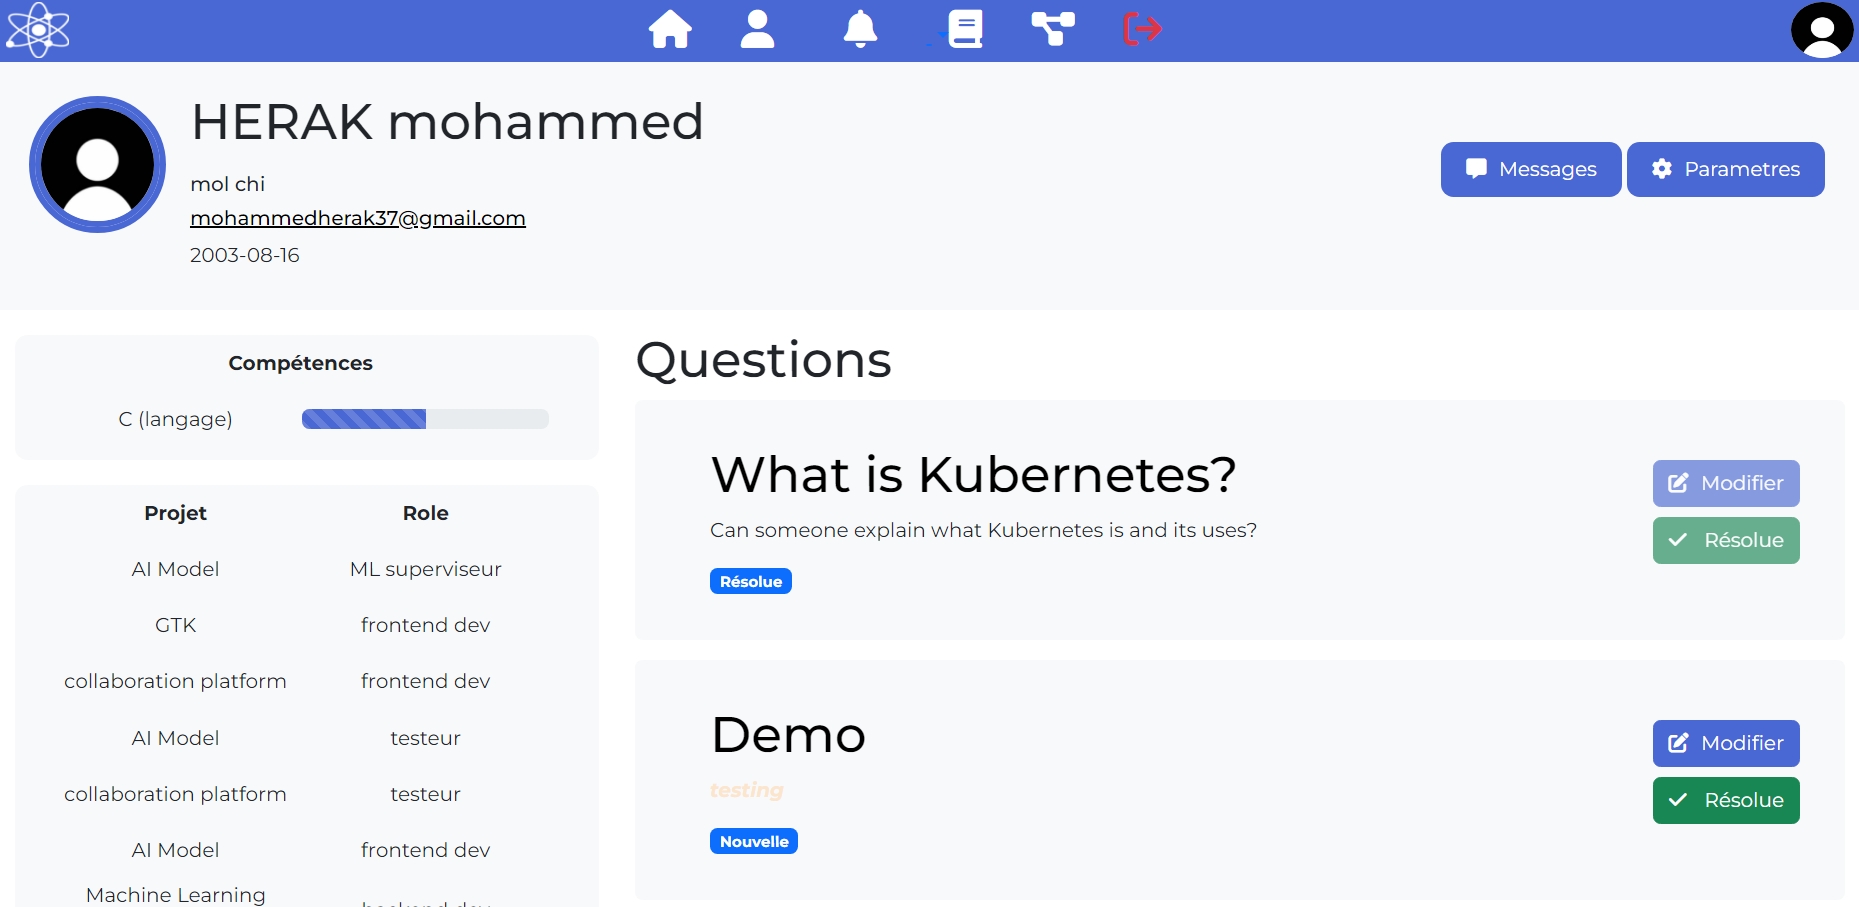 HERAK mohammed
mol chi
mohammedherak37@gmail.com
2003-08-16
Messages
Parametres
Compétences
C (langage)
Projet Role
AI Model ML superviseur
GTK frontend dev
collaboration platform frontend dev
AI Model testeur
collaboration platform testeur
AI Model frontend dev
Machine Learning
Questions
What is Kubernetes?
Can someone explain what Kubernetes is and its uses?
Résolue
Modifier
Résolue
Demo
testing
Nouvelle
Modifier
Résolue